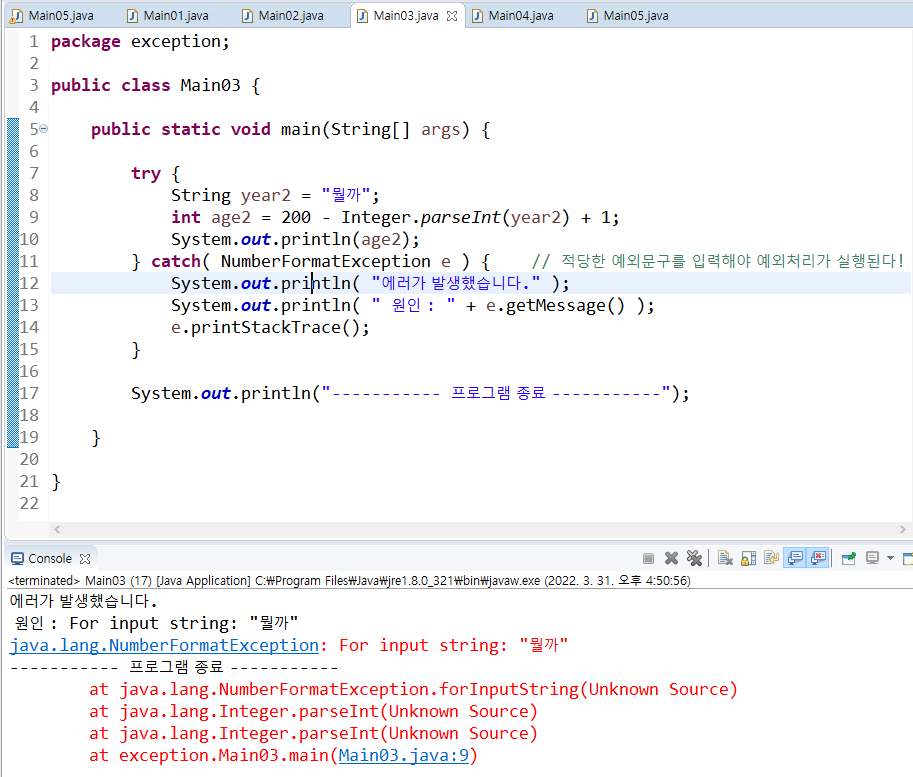 Main05.java Main01.java Main02.java Main03.java Main04.java Main05.java
1 package exception;
2
3 public class Main03 {
4
5 public static void main(String[] args) {
6
7 try {
8 String year2 = "뭘까";
9 int age2 = 200 - Integer.parseInt(year2) + 1;
10 System.out.println(age2);
11 } catch( NumberFormatException e ) { // 적당한 예외문구를 입력해야 예외처리가 실행된다!
12 System.out.println( "에러가 발생했습니다." );
13 System.out.println( " 원인 : " + e.getMessage() );
14 e.printStackTrace();
15 }
16
17 System.out.println("----------- 프로그램 종료 -----------");
18
19 }
20
21 }
22
Console
<terminated> Main03 (17) [Java Application] C:₩Program Files₩Java₩jre1.8.0_321₩bin₩javaw.exe (2022. 3. 31. 오후 4:50:56)
에러가 발생했습니다.
원인 : For input string: "뭘까"
java.lang.NumberFormatException: For input string: "뭘까"
----------- 프로그램 종료 -----------
at java.lang.NumberFormatException.forInputString(Unknown Source)
at java.lang.Integer.parseInt(Unknown Source)
at java.lang.Integer.parseInt(Unknown Source)
at exception.Main03.main(Main03.java:9)